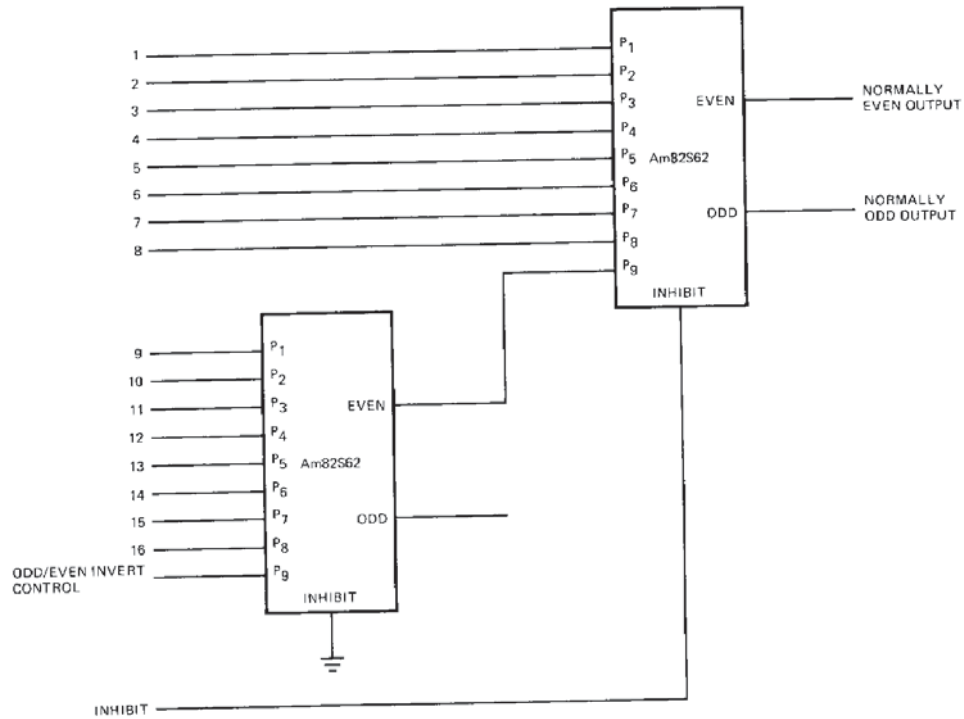 1 P1
2 P2
3 P3
EVEN
NORMALLY
EVEN OUTPUT
4 P4
5 P5 Am82S62
6 P6
7 P7
ODD
NORMALLY
ODD OUTPUT
8 P8
P9
INHIBIT
9 P1
10 P2
11 P3
EVEN
12 P4
13 P5 Am82S62
14 P6
15 P7
ODD
16 P8
ODD/EVEN INVERT
CONTROL
P9
INHIBIT
INHIBIT